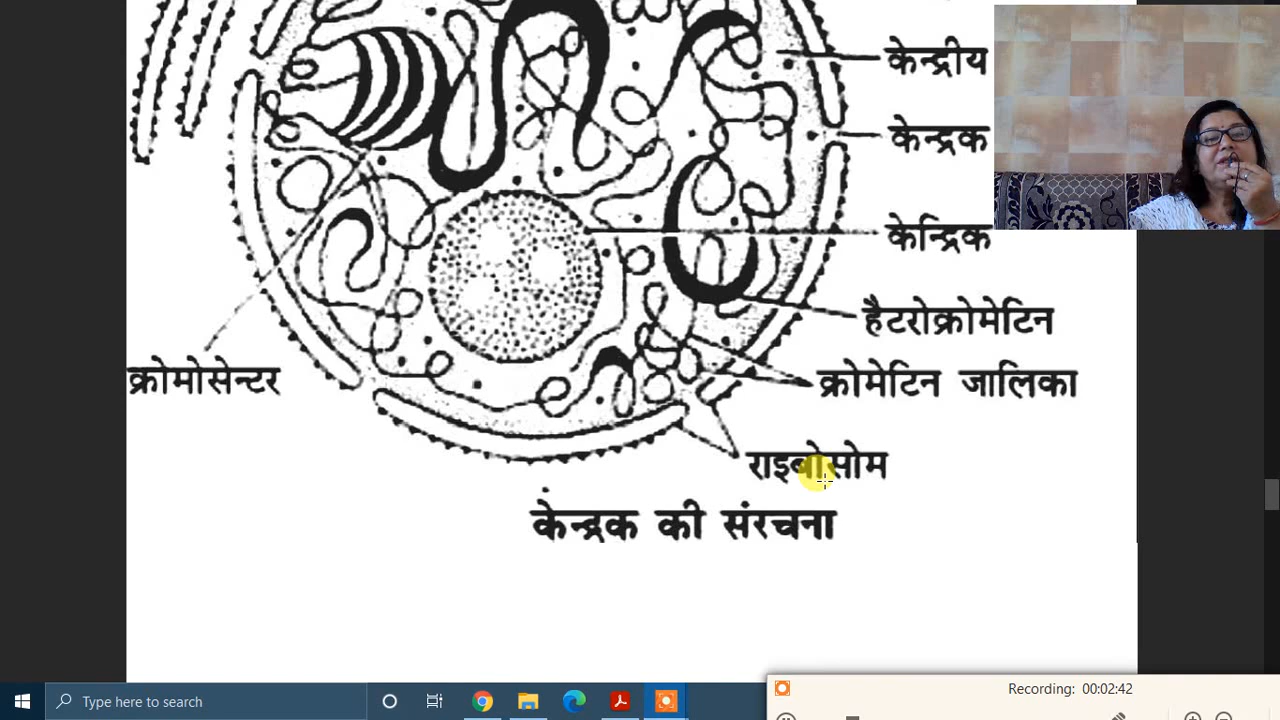 केन्द्रीय
केन्द्रक
केन्द्रिक
हैटरोक्रोमेटिन
क्रोमोसेन्टर
क्रोमेटिन जालिका
राइबोसोम
केन्द्रक की संरचना
Type here to search
Recording: 00:02:42